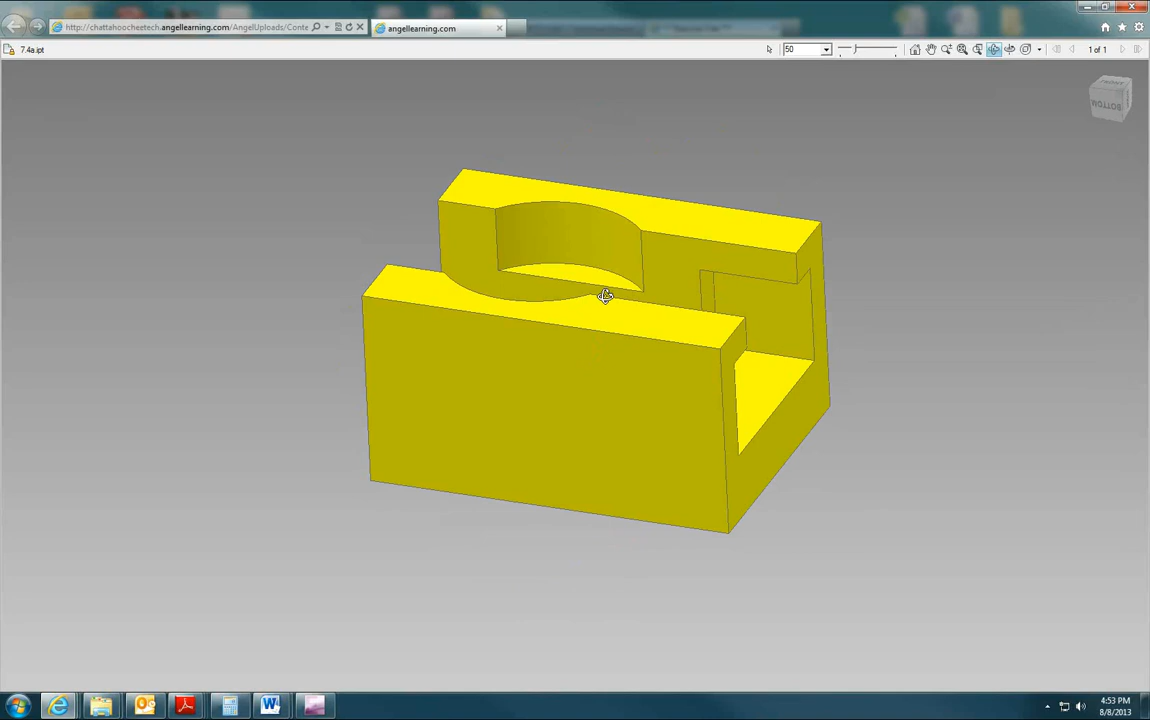 http://chattahoocheetech.angellearning.com/AngelUploads/Conte
angellearning.com
7.4a.ipt
50
1 of 1
FRONT
BOTTOM
4:53 PM
8/8/2013